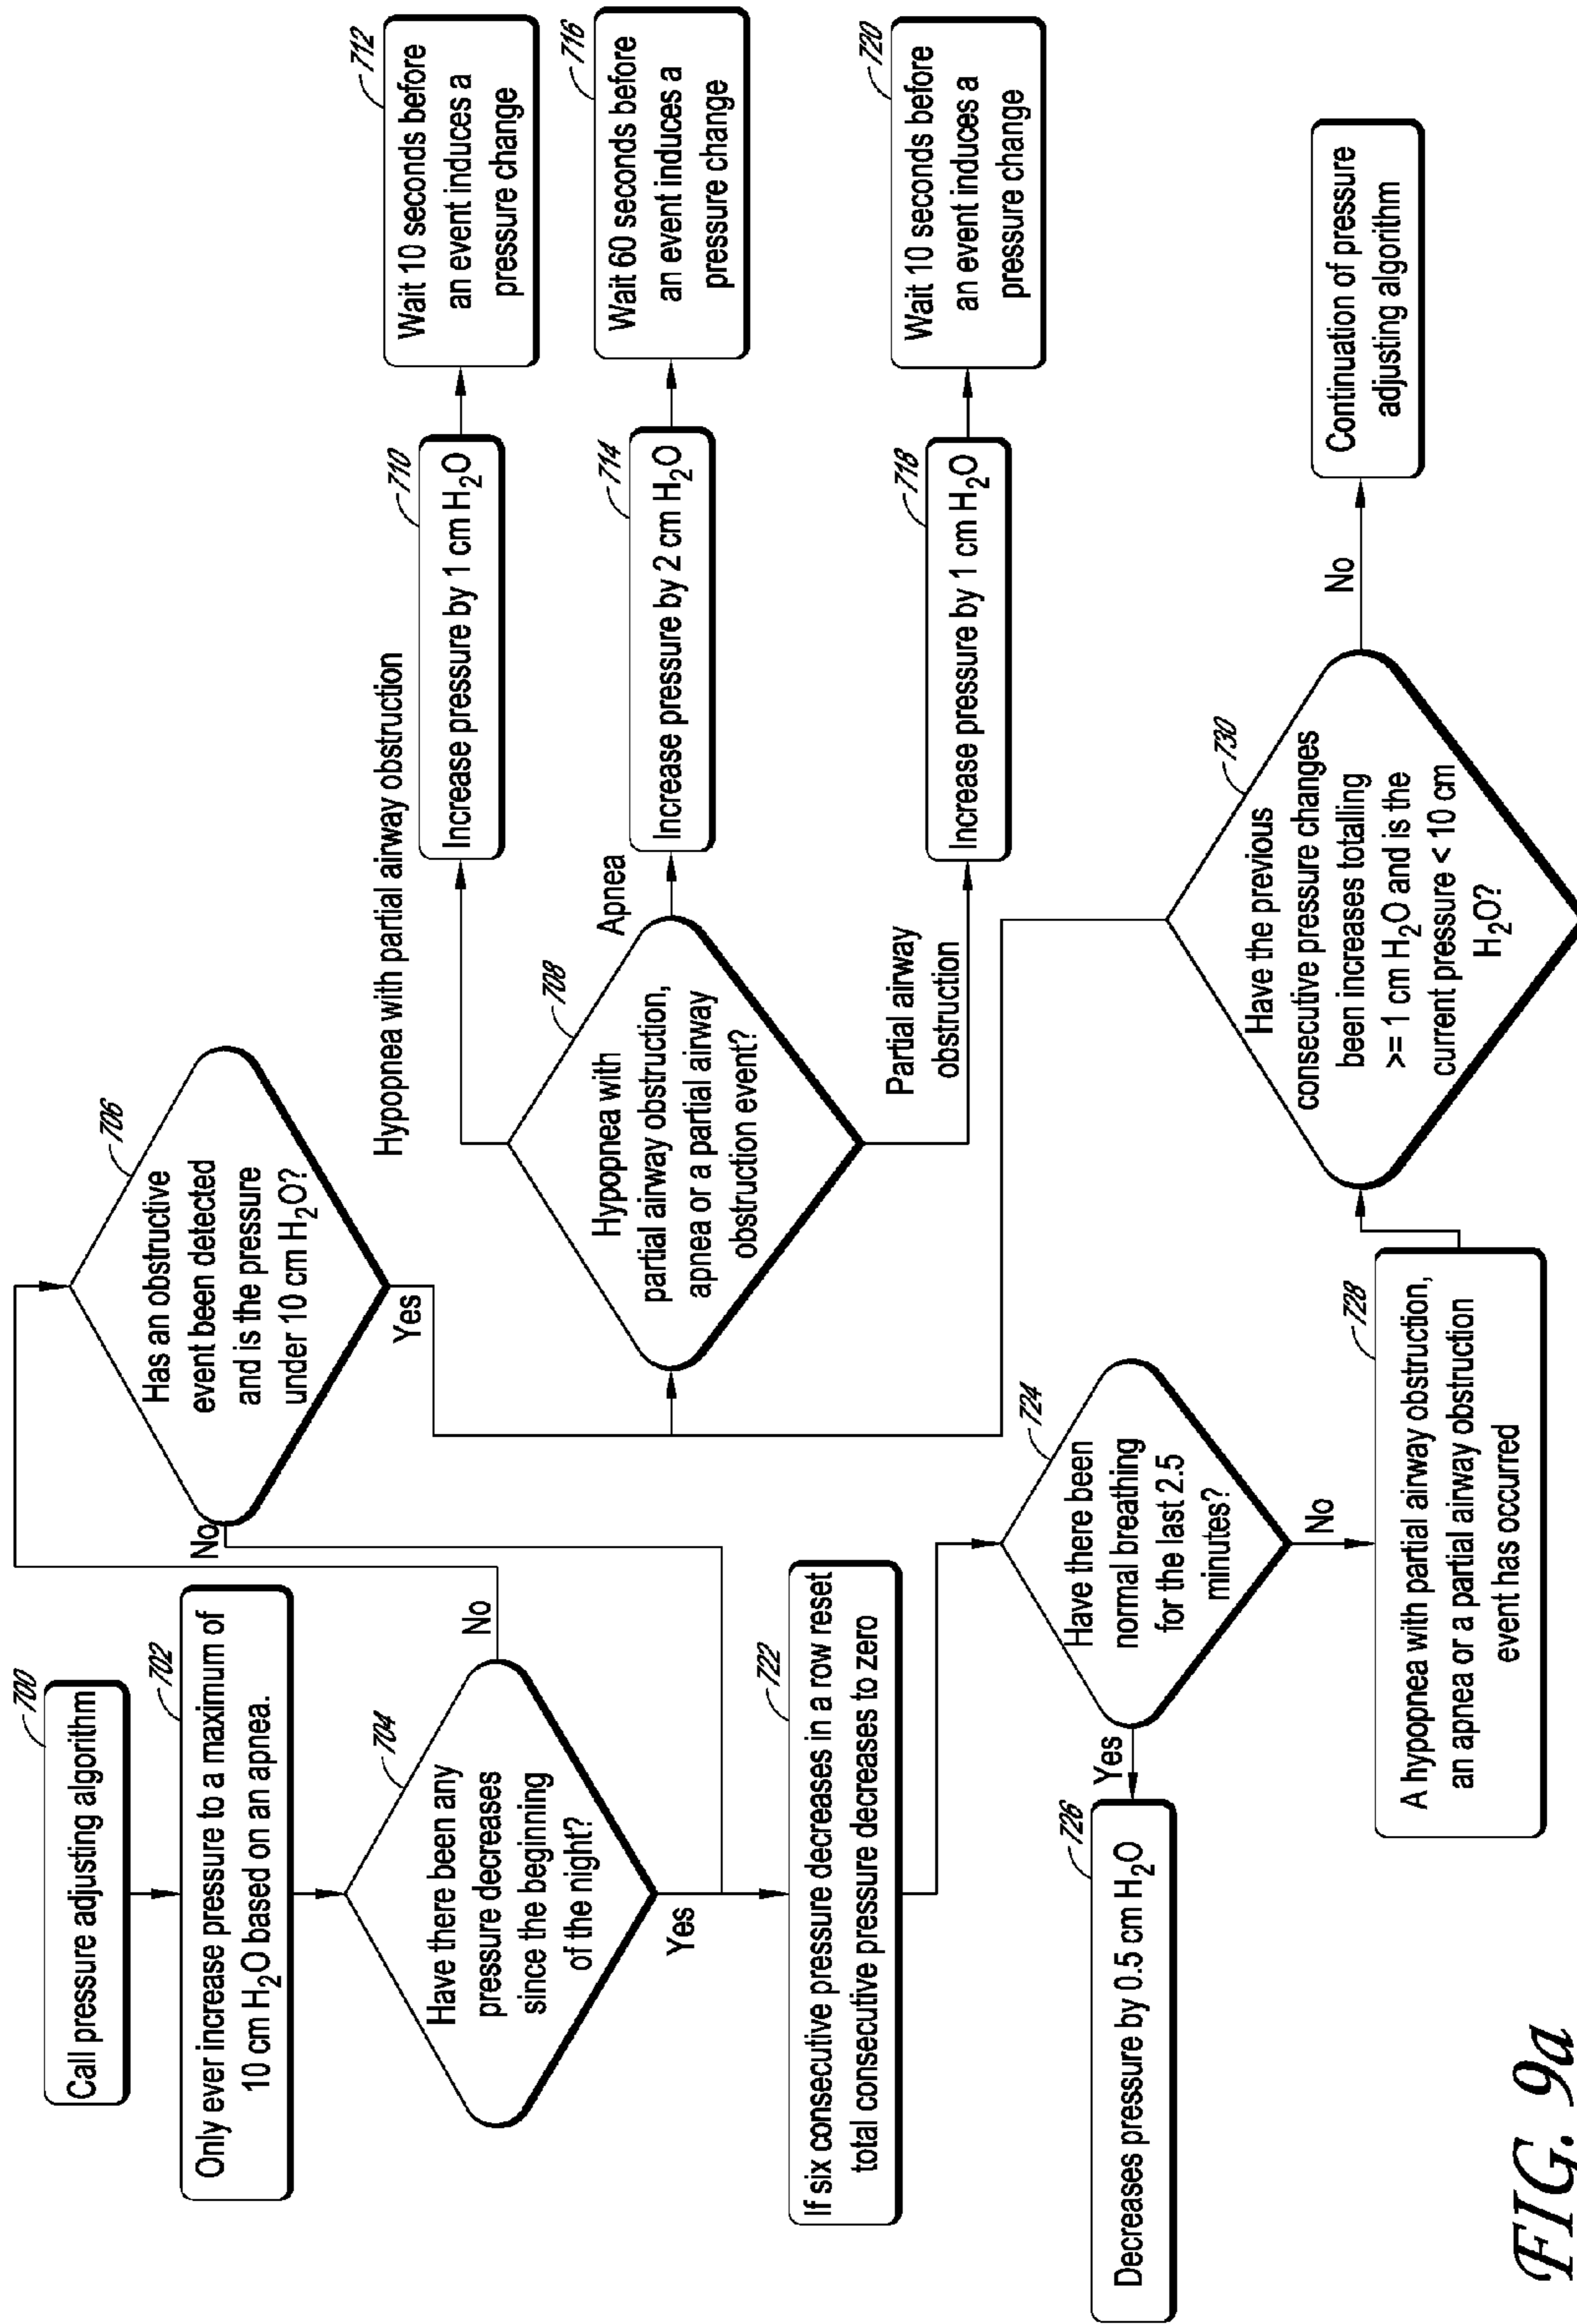 700
Call pressure adjusting algorithm
702
Only ever increase pressure to a maximum of
10 cm H₂O based on an apnea.
704
Have there been any
pressure decreases
since the beginning
of the night?
No
Yes
706
Has an obstructive
event been detected
and is the pressure
under 10 cm H₂O?
No
Yes
708
Hypopnea with
partial airway obstruction,
apnea or a partial airway
obstruction event?
Hypopnea with partial airway obstruction
710
Increase pressure by 1 cm H₂O
712
Wait 10 seconds before
an event induces a
pressure change
Apnea
714
Increase pressure by 2 cm H₂O
716
Wait 60 seconds before
an event induces a
pressure change
Partial airway
obstruction
718
Increase pressure by 1 cm H₂O
720
Wait 10 seconds before
an event induces a
pressure change
722
If six consecutive pressure decreases in a row reset
total consecutive pressure decreases to zero
724
Have there been
normal breathing
for the last 2.5
minutes?
Yes
No
726
Decreases pressure by 0.5 cm H₂O
728
A hypopnea with partial airway obstruction,
an apnea or a partial airway obstruction
event has occurred
730
Have the previous
consecutive pressure changes
been increases totalling
>= 1 cm H₂O and is the
current pressure < 10 cm
H₂O?
No
Continuation of pressure
adjusting algorithm
FIG. 9a